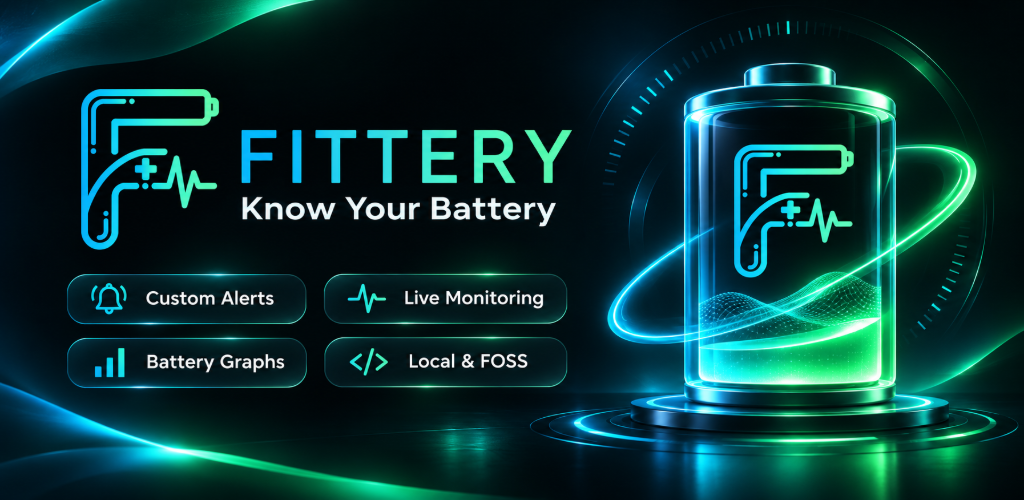 FITTERY
Know Your Battery
Custom Alerts
Live Monitoring
Battery Graphs
Local & FOSS